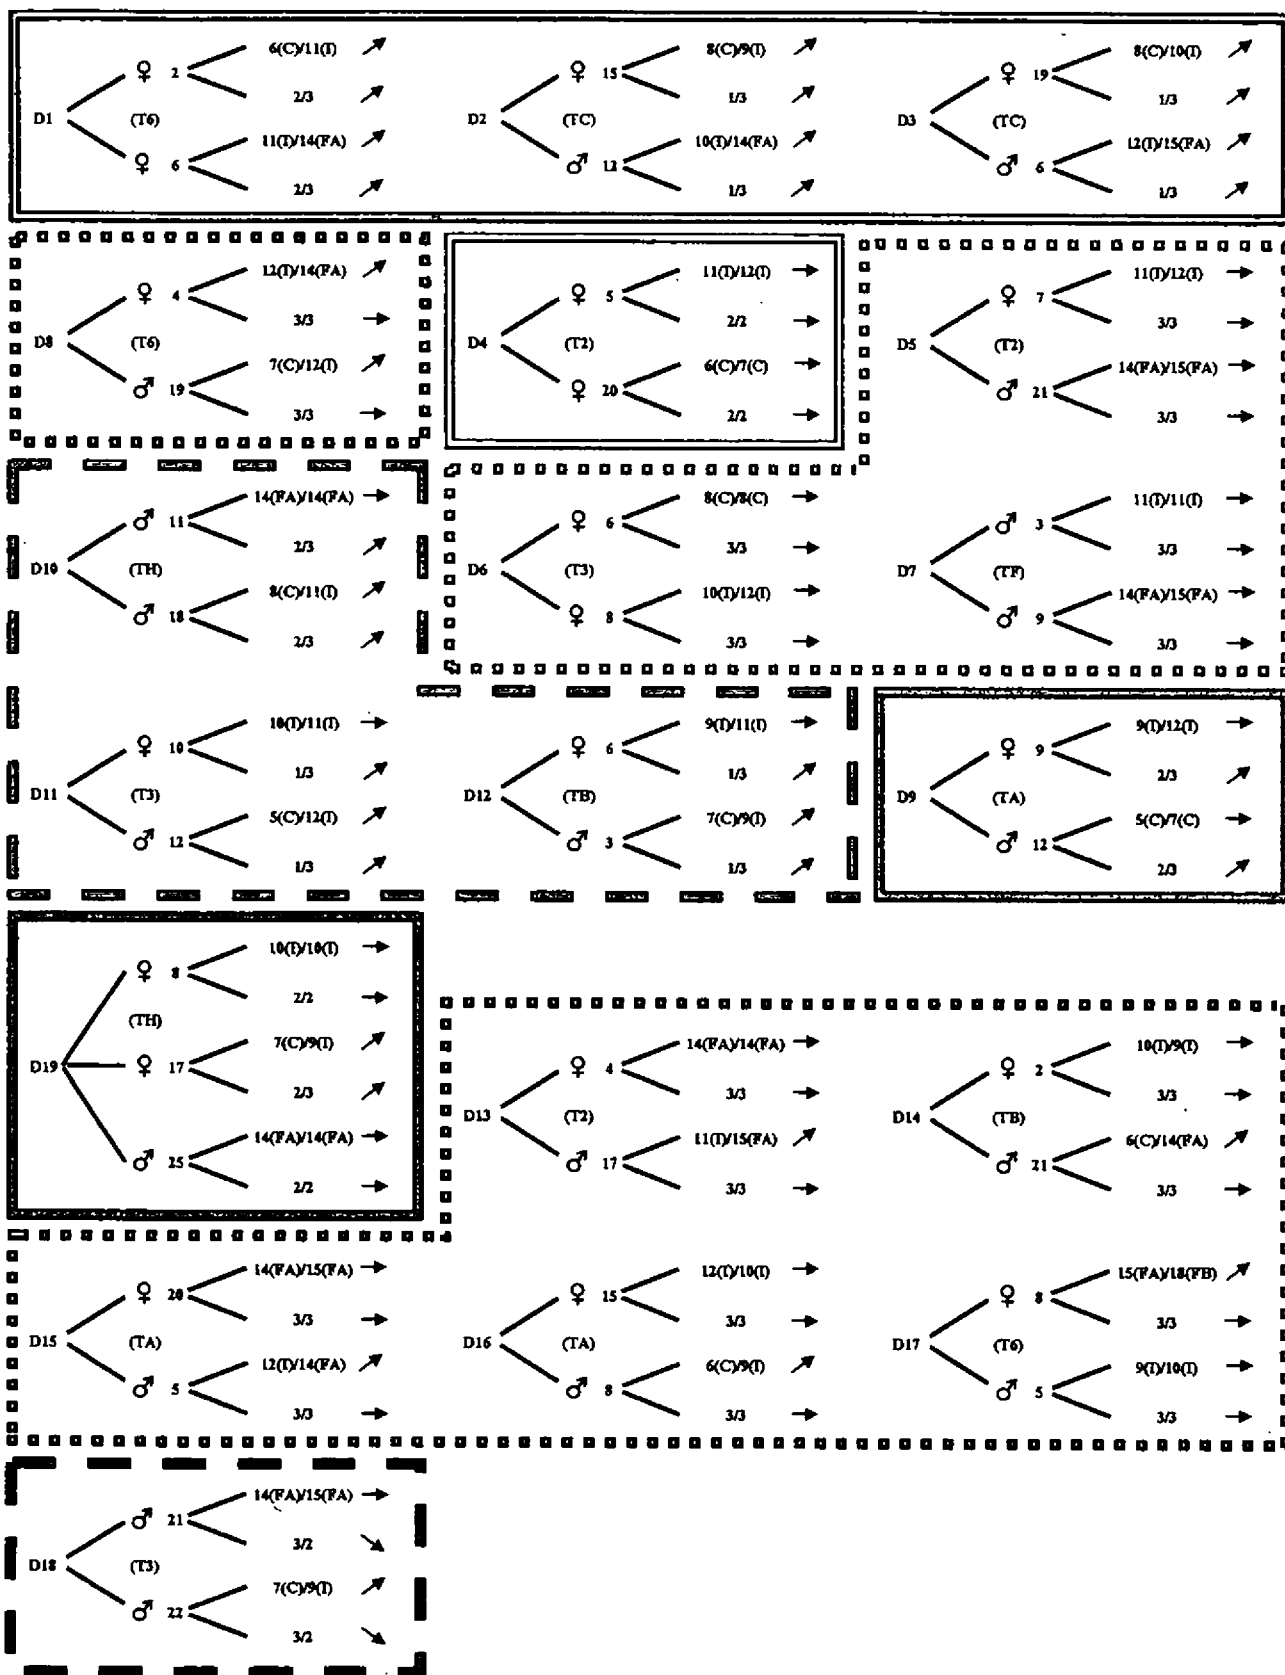 6(C)/11(I) 8(C)/9(I) 8(C)/10(I)
♀ 2 ♀ 15 ♀ 19
2/3 1/3 1/3
D1 (T6) D2 (TC) D3 (TC)
11(I)/14(FA) 10(I)/14(FA) 12(I)/15(FA)
♀ 6 ♂ 12 ♂ 6
2/3 1/3 1/3
12(I)/14(FA) 11(I)/12(I) 11(I)/12(I)
♀ 4 ♀ 5 ♀ 7
3/3 2/2 3/3
D8 (T6) D4 (T2) D5 (T2)
7(C)/12(I) 6(C)/7(C) 14(FA)/15(FA)
♂ 19 ♀ 20 ♂ 21
3/3 2/2 3/3
14(FA)/14(FA) 8(C)/8(C) 11(I)/11(I)
♂ 11 ♀ 6 ♂ 3
2/3 3/3 3/3
D10 (TH) D6 (T3) D7 (TF)
8(C)/11(I) 10(I)/12(I) 14(FA)/15(FA)
♂ 18 ♀ 8 ♂ 9
2/3 3/3 3/3
10(I)/11(I) 9(I)/11(I) 9(I)/12(I)
♀ 10 ♀ 6 ♀ 9
1/3 1/3 2/3
D11 (T3) D12 (TB) D9 (TA)
5(C)/12(I) 7(C)/9(I) 5(C)/7(C)
♂ 12 ♂ 3 ♂ 12
1/3 1/3 2/3
10(I)/10(I)
♀ 8
2/2
(TH)
7(C)/9(I)
D19 ♀ 17
2/3
14(FA)/14(FA)
♂ 25
2/2
14(FA)/14(FA) 10(I)/9(I)
♀ 4 ♀ 2
3/3 3/3
D13 (T2) D14 (TB)
11(I)/15(FA) 6(C)/14(FA)
♂ 17 ♂ 21
3/3 3/3
14(FA)/15(FA) 12(I)/10(I) 15(FA)/18(FB)
♀ 20 ♀ 15 ♀ 8
3/3 3/3 3/3
D15 (TA) D16 (TA) D17 (T6)
12(I)/14(FA) 6(C)/9(I) 9(I)/10(I)
♂ 5 ♂ 8 ♂ 5
3/3 3/3 3/3
14(FA)/15(FA)
♂ 21
3/2
D18 (T3)
7(C)/9(I)
♂ 22
3/2